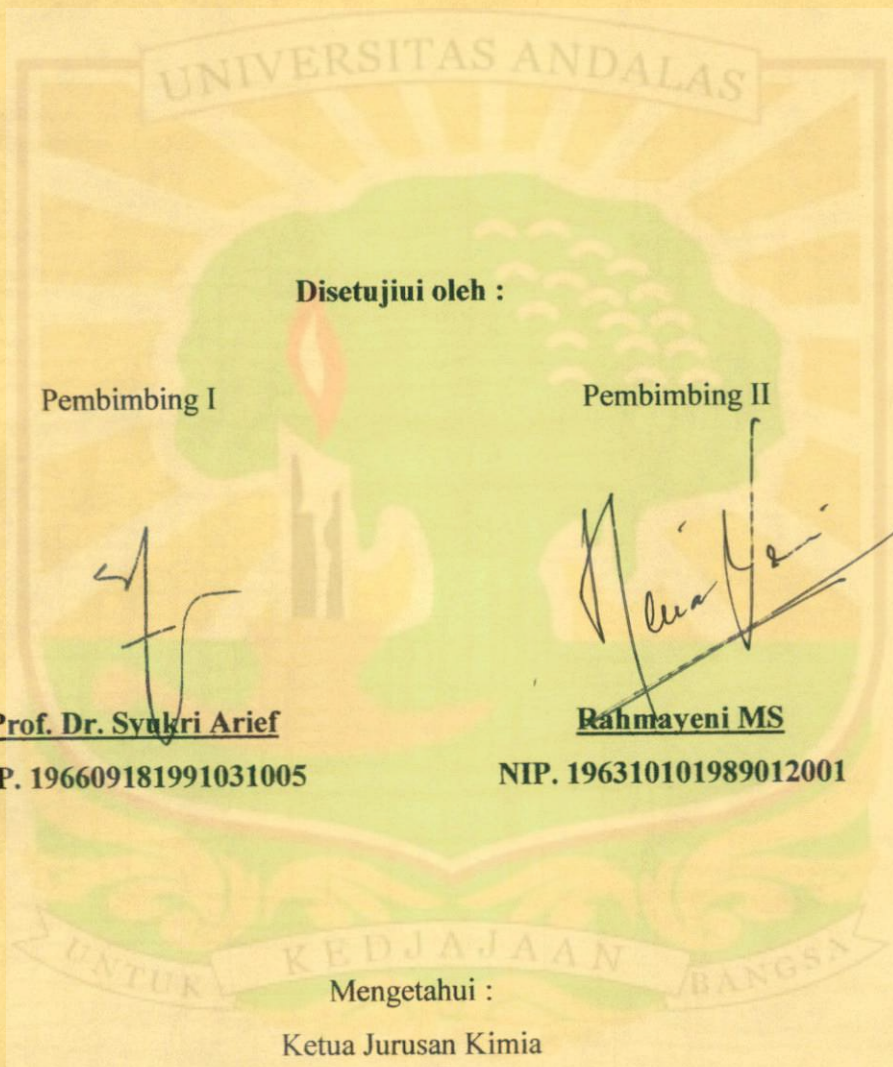 UNIVERSITAS ANDALAS
Disetujiui oleh :
Pembimbing I
Pembimbing II
Prof. Dr. Syukri Arief
Rahmayeni MS
P. 196609181991031005
NIP. 196310101989012001
UNTUK KEDJAJAAN BANGSA
Mengetahui :
Ketua Jurusan Kimia